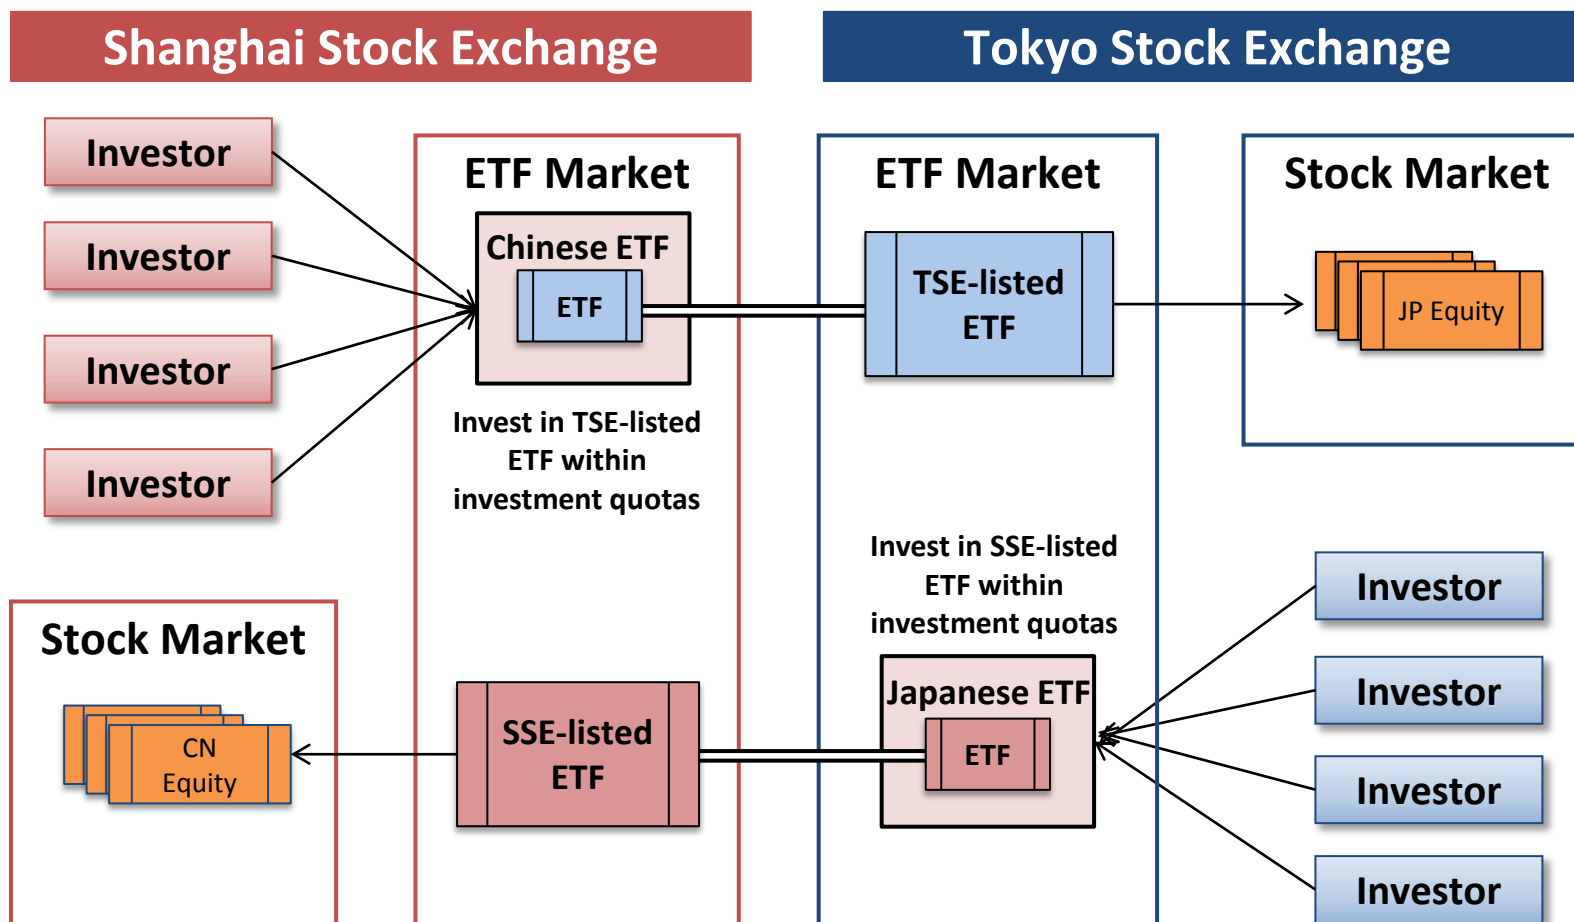 Shanghai Stock Exchange
Tokyo Stock Exchange
Investor
Investor
Investor
Investor
ETF Market
Chinese ETF
ETF
Invest in TSE-listed
ETF within
investment quotas
ETF Market
TSE-listed
ETF
Stock Market
JP Equity
Stock Market
CN
Equity
SSE-listed
ETF
Invest in SSE-listed
ETF within
investment quotas
Japanese ETF
ETF
Investor
Investor
Investor
Investor